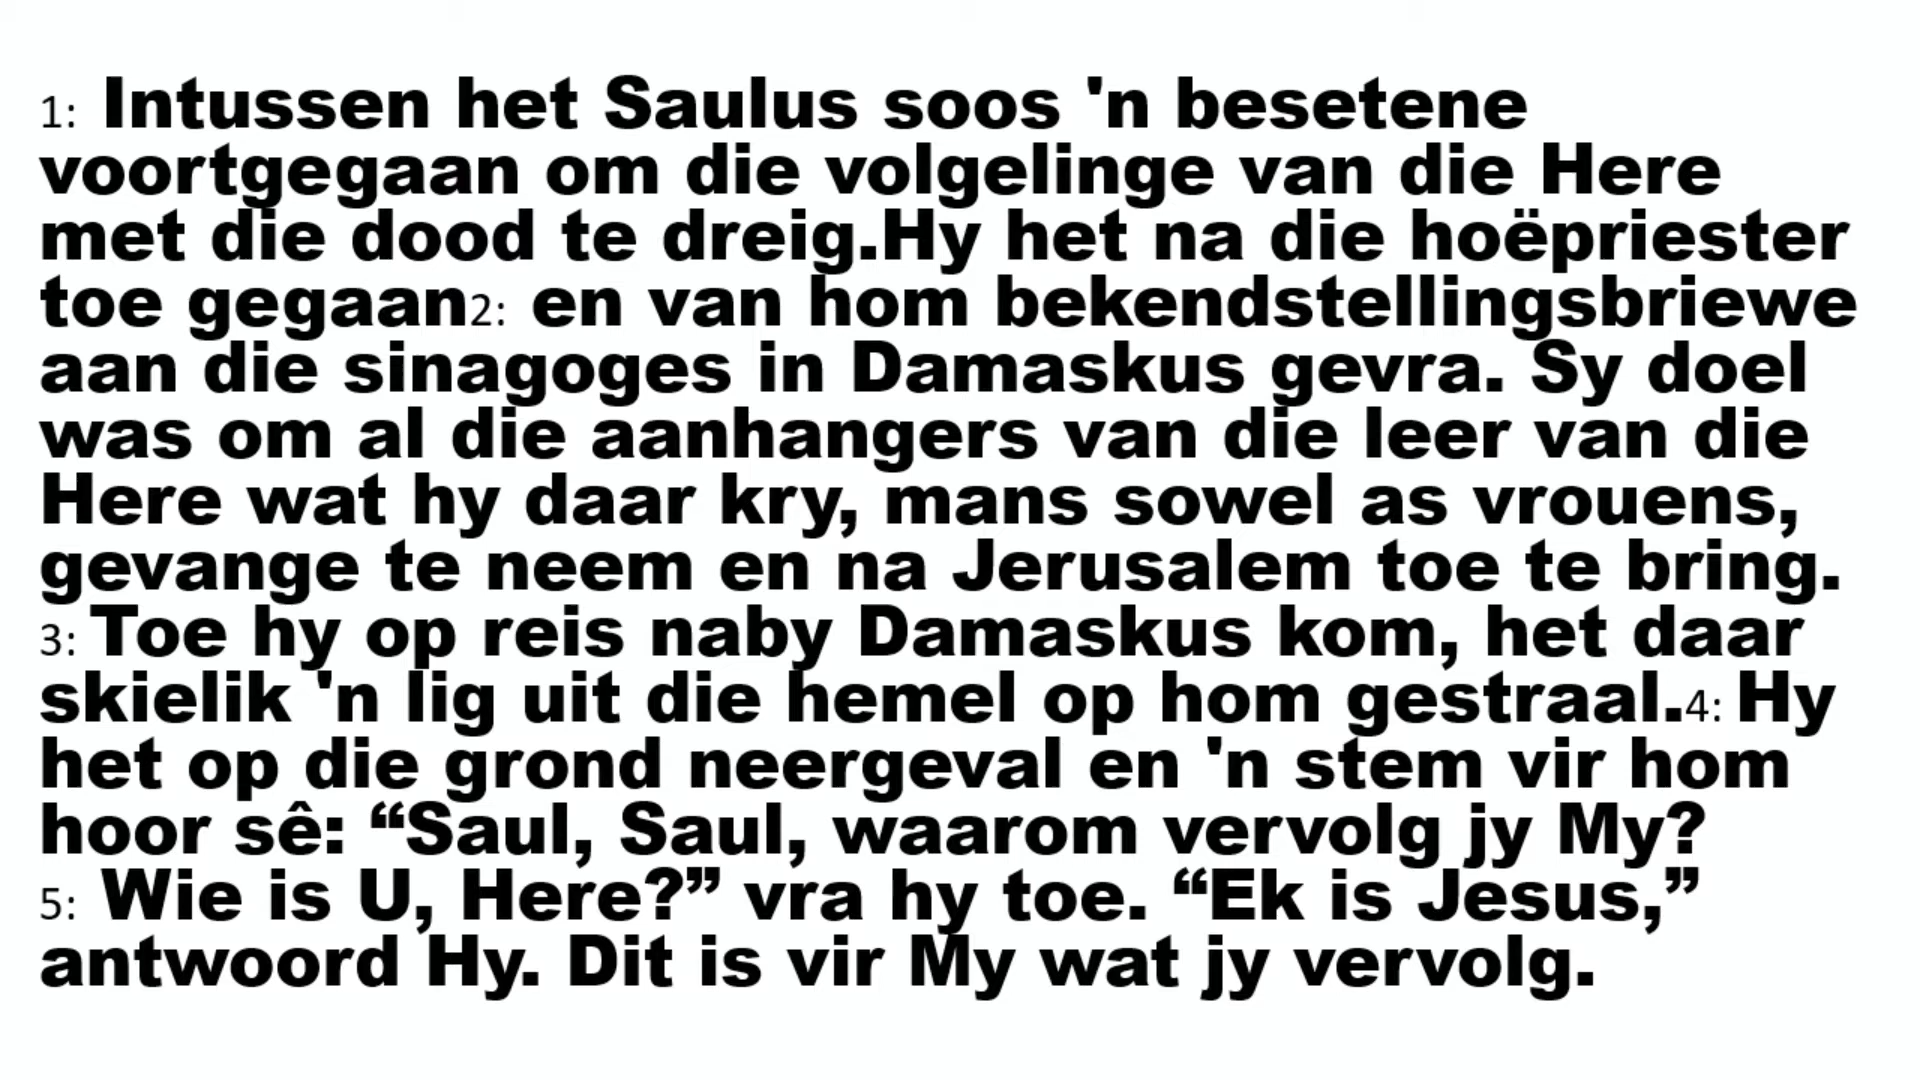 1: Intussen het Saulus soos 'n besetene
voortgegaan om die volgelinge van die Here
met die dood te dreig.Hy het na die hoëpriester
toe gegaan2: en van hom bekendstellingsbriewe
aan die sinagoges in Damaskus gevra. Sy doel
was om al die aanhangers van die leer van die
Here wat hy daar kry, mans sowel as vrouens,
gevange te neem en na Jerusalem toe te bring.
3: Toe hy op reis naby Damaskus kom, het daar
skielik 'n lig uit die hemel op hom gestraal.4: Hy
het op die grond neergeval en 'n stem vir hom
hoor sê: “Saul, Saul, waarom vervolg jy My?
5: Wie is U, Here?” vra hy toe. “Ek is Jesus,”
antwoord Hy. Dit is vir My wat jy vervolg.